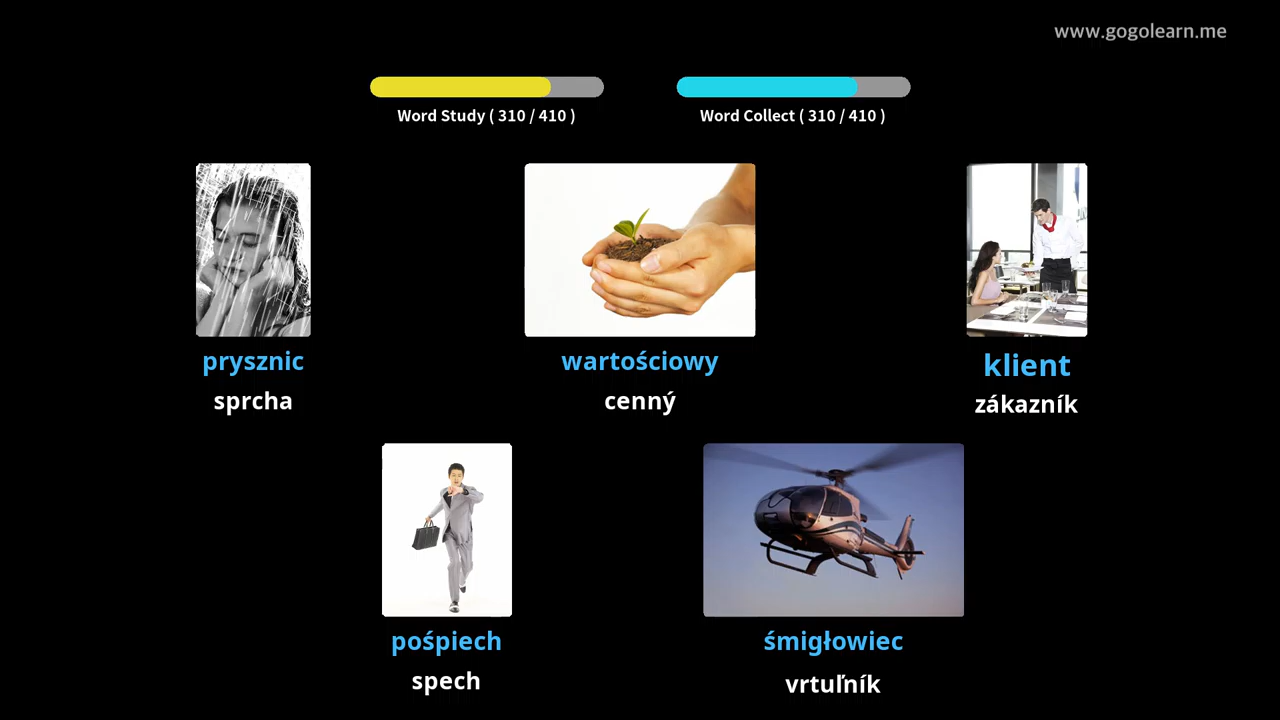 www.gogolearn.me
Word Study ( 310 / 410 )
Word Collect ( 310 / 410 )
prysznic
sprcha
wartościowy
cenný
klient
zákazník
pośpiech
spech
śmigłowiec
vrtuľník